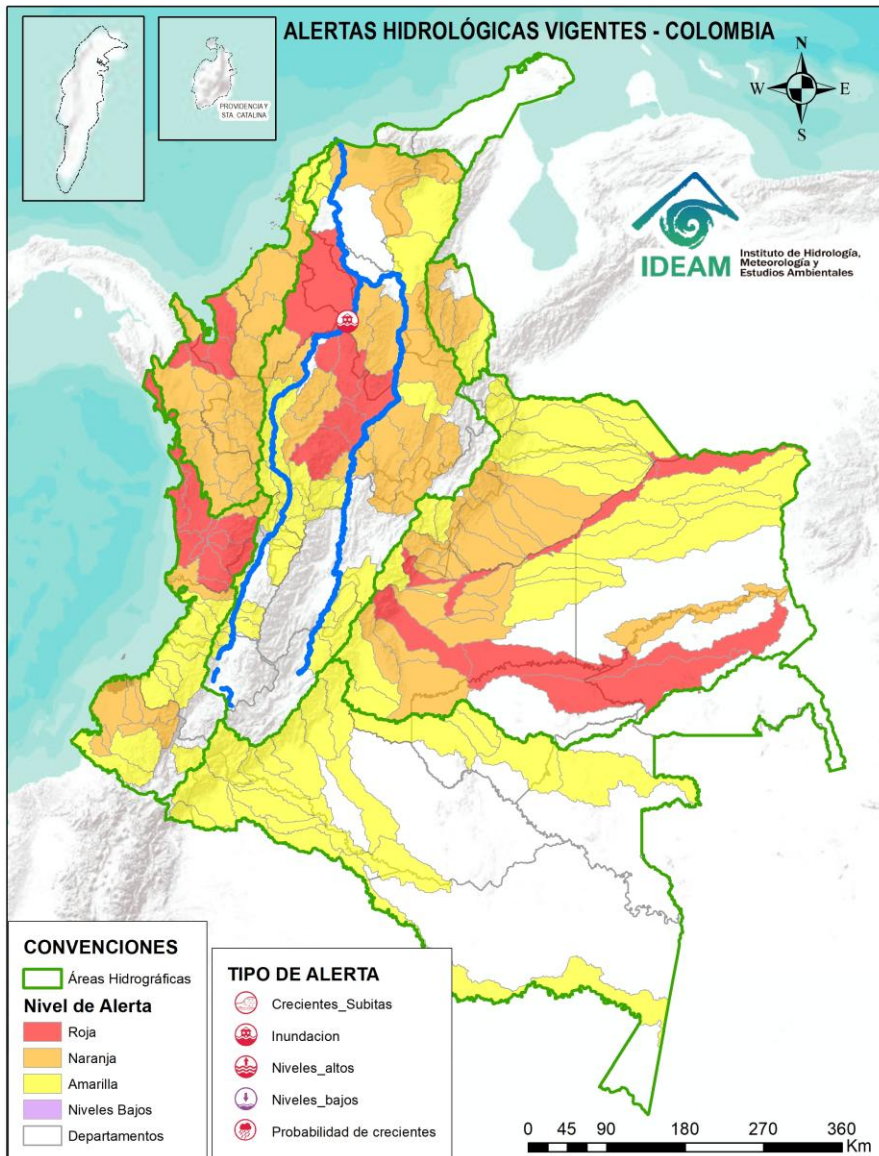 ALERTAS HIDROLÓGICAS VIGENTES - COLOMBIA
PROVIDENCIA Y
STA. CATALINA
N
W
E
S
IDEAM
Instituto de Hidrología,
Meteorología y
Estudios Ambientales
CONVENCIONES
Áreas Hidrográficas
Nivel de Alerta
Roja
Naranja
Amarilla
Niveles Bajos
Departamentos
TIPO DE ALERTA
Crecientes_Subitas
Inundacion
Niveles_altos
Niveles_bajos
Probabilidad de crecientes
0 45 90 180 270 360
Km